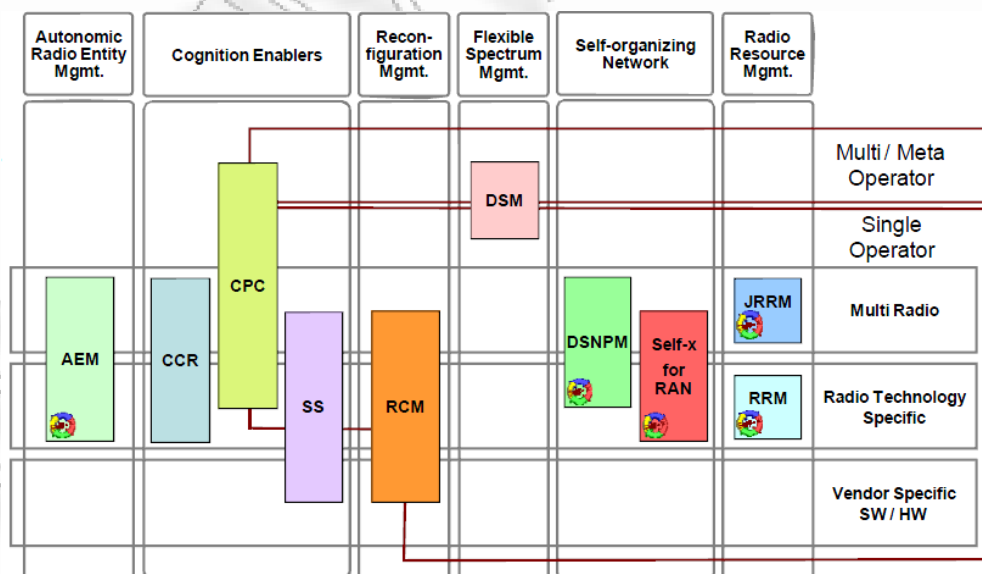 Autonomic
Radio Entity
Mgmt.
Cognition Enablers
Recon-
figuration
Mgmt.
Flexible
Spectrum
Mgmt.
Self-organizing
Network
Radio
Resource
Mgmt.
Multi / Meta
Operator
DSM
Single
Operator
CPC
JRRM
Multi Radio
AEM
CCR
DSNPM
Self-x
for
RAN
SS
RCM
RRM
Radio Technology
Specific
Vendor Specific
SW / HW